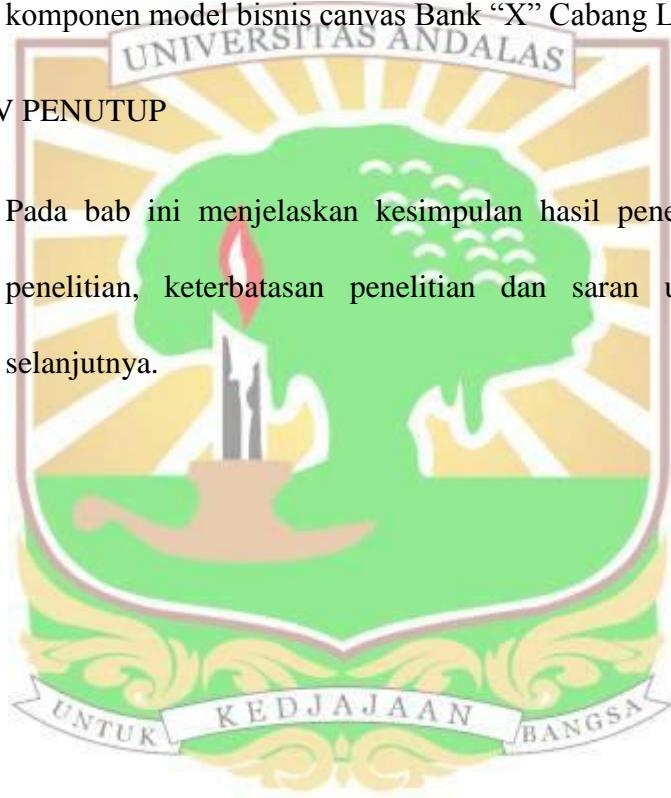 komponen model bisnis canvas Bank “X” Cabang L
UNIVERSITAS ANDALAS
V PENUTUP
Pada bab ini menjelaskan kesimpulan hasil pene
penelitian, keterbatasan penelitian dan saran u
selanjutnya.
UNTUK KEDJAJAAN BANGSA